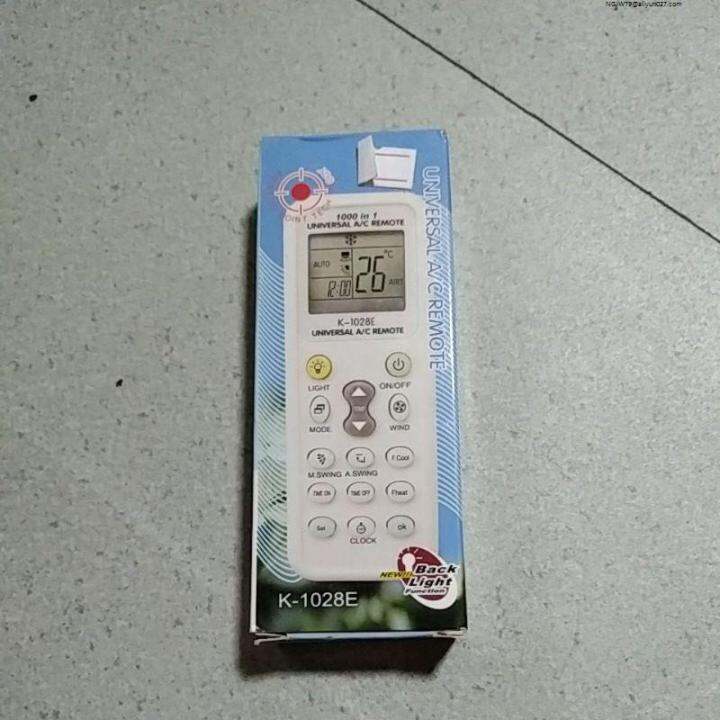 UNIVERSAL A/C REMOTE
1000 in 1
UNIVERSAL A/C REMOTE
AUTO
26
°C
12:00
K-1028E
UNIVERSAL A/C REMOTE
LIGHT
ON/OFF
MODE
WIND
F.Cool
M.SWING
A.SWING
TIME ON
TIME OFF
F.heat
Set
CLOCK
ok
NEW!!!
Back
Light
Function
K-1028E